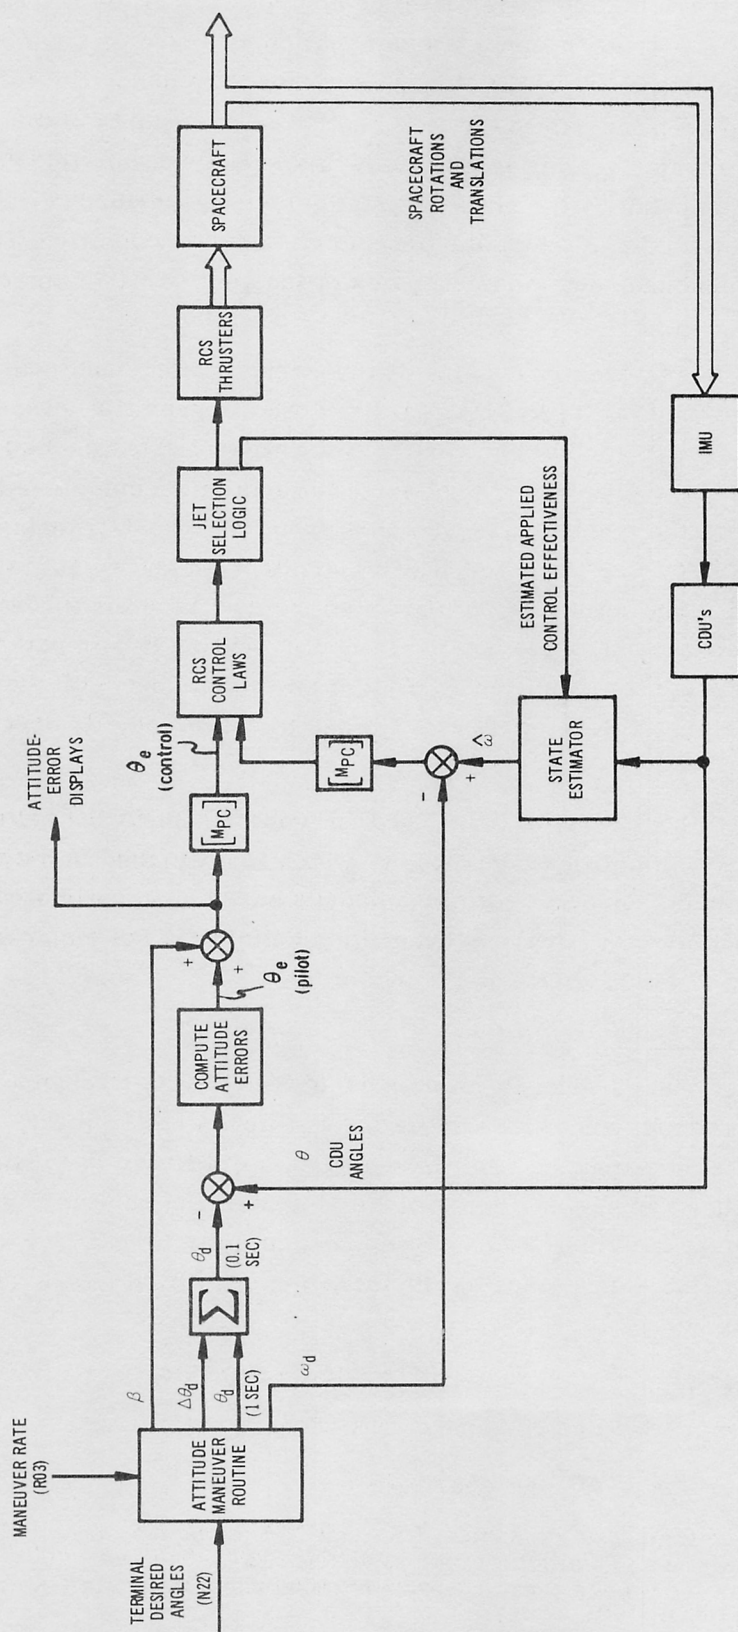 TERMINAL
DESIRED
ANGLES
(N22)
MANEUVER RATE
(R03)
ATTITUDE
MANEUVER
ROUTINE
β
Δθd
θd
(1 SEC)
ωd
Σ
θd
(0.1
SEC)
-
+
θ
CDU
ANGLES
COMPUTE
ATTITUDE
ERRORS
θe
(pilot)
+
+
ATTITUDE-
ERROR
DISPLAYS
[MPC]
θe
(control)
RCS
CONTROL
LAWS
JET
SELECTION
LOGIC
RCS
THRUSTERS
SPACECRAFT
SPACECRAFT
ROTATIONS
AND
TRANSLATIONS
[MPC]
-
+
ω̂
STATE
ESTIMATOR
ESTIMATED APPLIED
CONTROL EFFECTIVENESS
CDU's
IMU